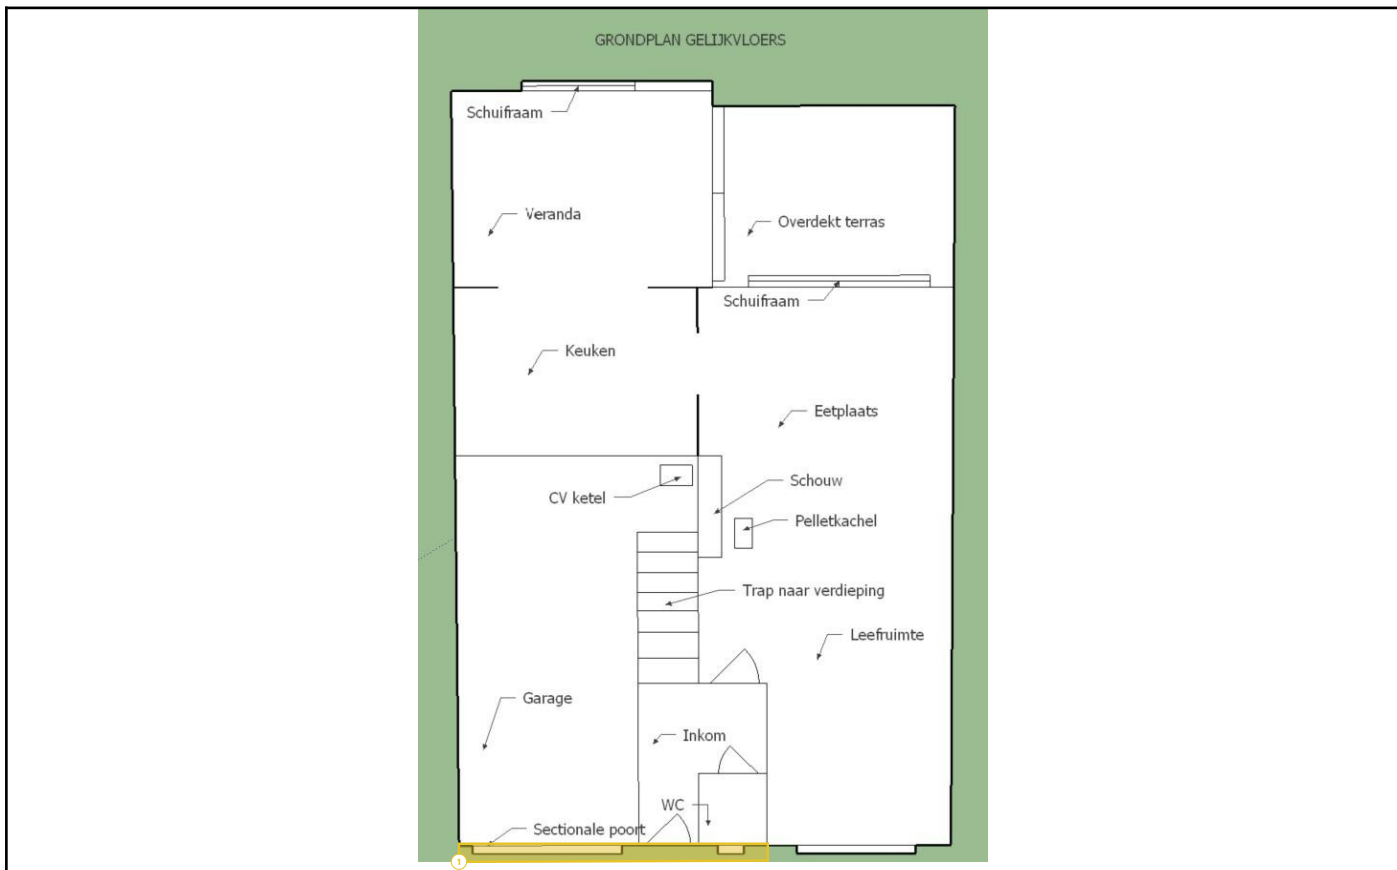 GRONDPLAN GELIJKVLOERS
Schuifraam
Veranda
Overdekt terras
Schuifraam
Keuken
Eetplaats
Schouw
CV ketel
Pelletkachel
Trap naar verdieping
Leefruimte
Garage
Inkom
WC
Sectionale poort
1